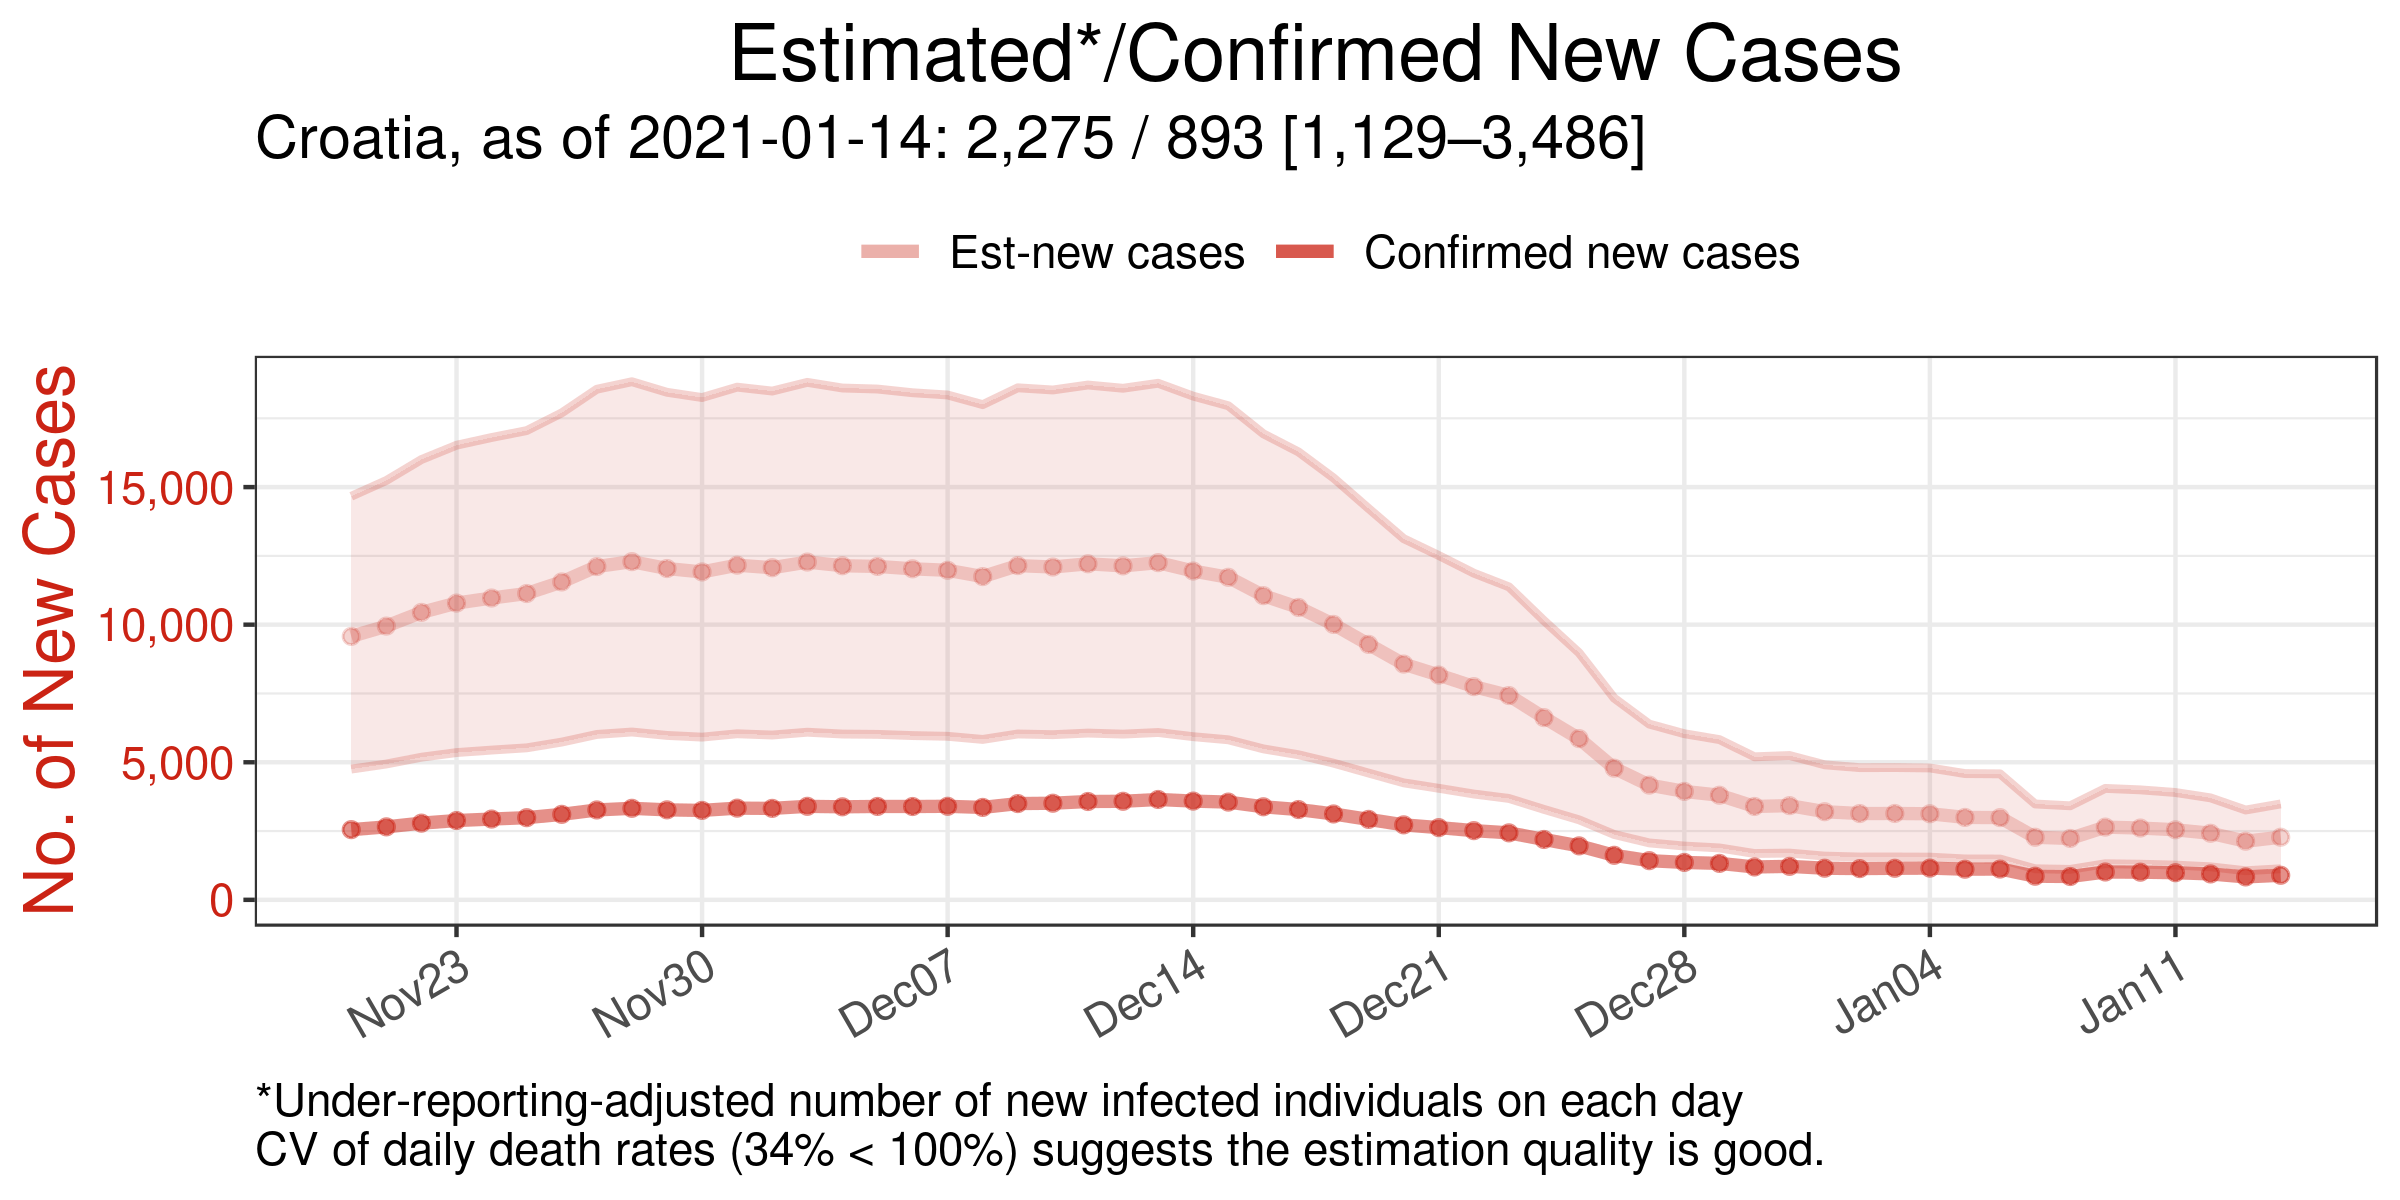 Estimated*/Confirmed New Cases
Croatia, as of 2021-01-14: 2,275 / 893 [1,129–3,486]
Est-new cases
Confirmed new cases
No. of New Cases
15,000
10,000
5,000
0
Nov23
Nov30
Dec07
Dec14
Dec21
Dec28
Jan04
Jan11
*Under-reporting-adjusted number of new infected individuals on each day
CV of daily death rates (34% < 100%) suggests the estimation quality is good.